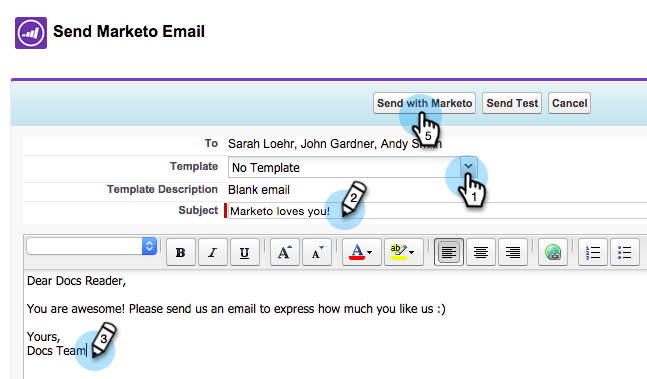 Send Marketo Email
Send with Marketo Send Test Cancel
5
To Sarah Loehr, John Gardner, Andy Smith
Template No Template
1
Template Description Blank email
2
Subject Marketo loves you!
B I U A A A ab
Dear Docs Reader,
You are awesome! Please send us an email to express how much you like us :)
Yours,
3
Docs Team